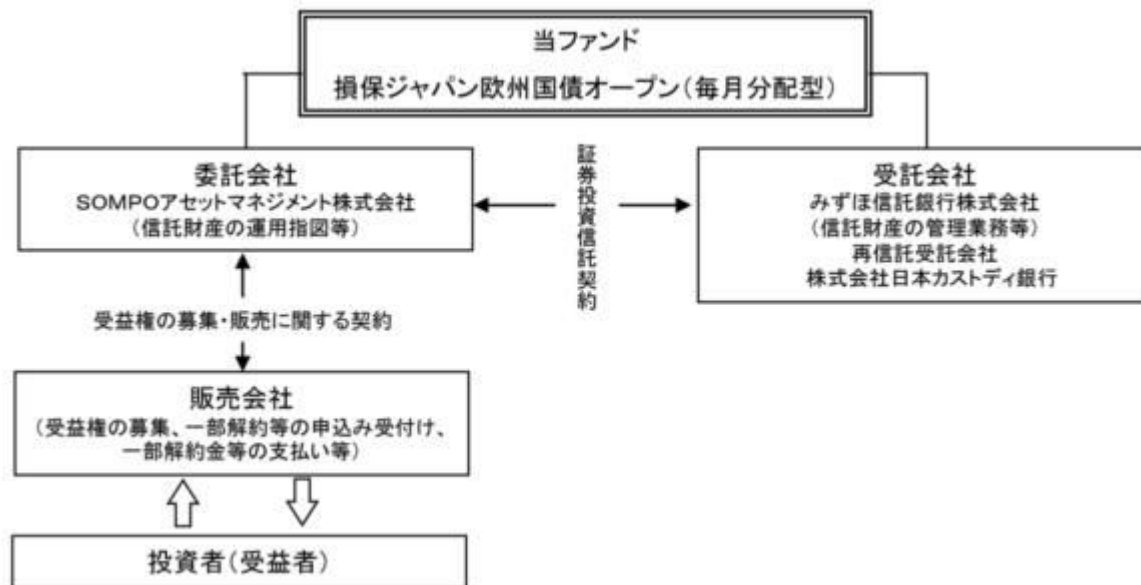 当ファンド
損保ジャパン欧州国債オープン(毎月分配型)
委託会社
SOMPOアセットマネジメント株式会社
(信託財産の運用指図等)
証券投資信託契約
受託会社
みずほ信託銀行株式会社
(信託財産の管理業務等)
再信託受託会社
株式会社日本カストディ銀行
受益権の募集・販売に関する契約
販売会社
(受益権の募集、一部解約等の申込み受付け、
一部解約金等の支払い等)
投資者(受益者)